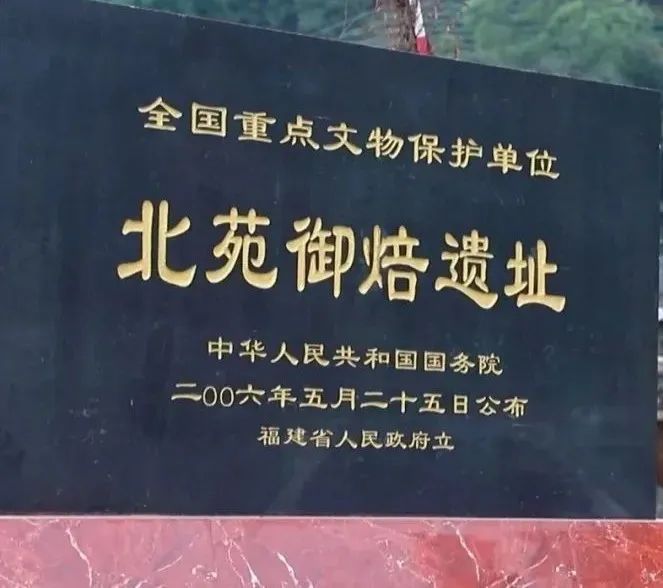 全国重点文物保护单位
北苑御焙遗址
中华人民共和国国务院
二〇〇六年五月二十五日公布
福建省人民政府立